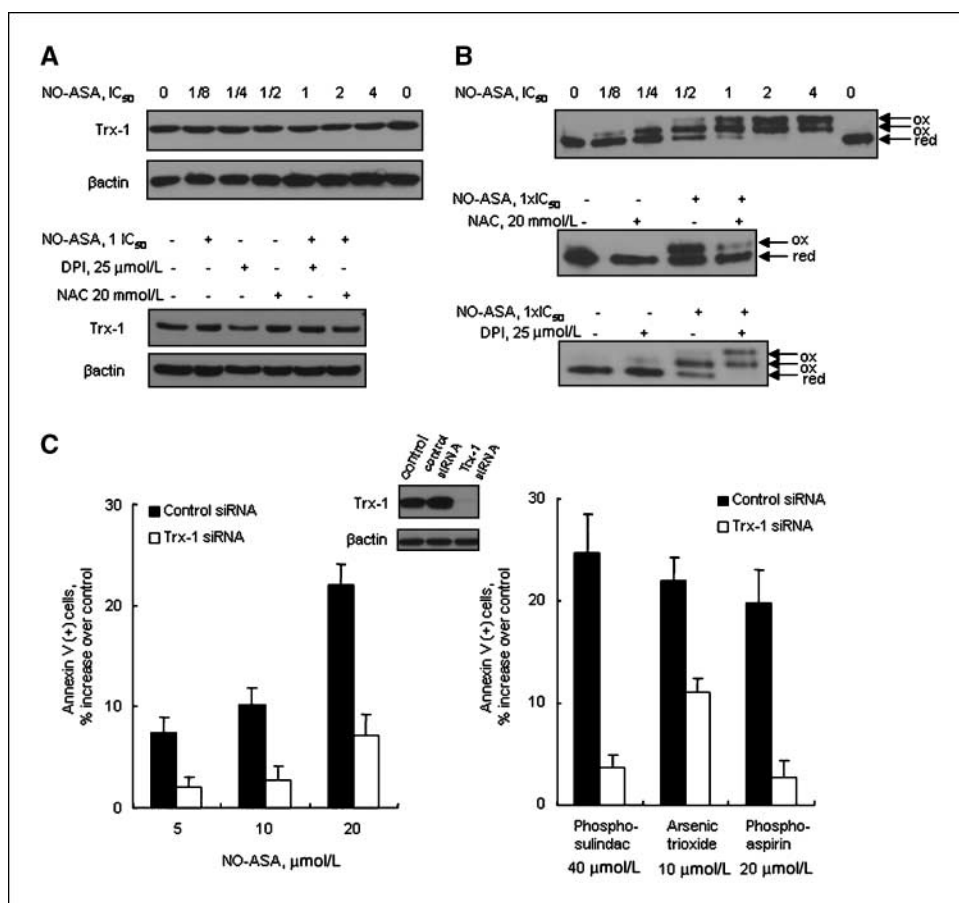 A
NO-ASA, IC50 0 1/8 1/4 1/2 1 2 4 0
Trx-1
βactin
NO-ASA, 1 IC50 - + - - + +
DPI, 25 μmol/L - - + - + -
NAC 20 mmol/L - - - + - +
Trx-1
βactin
B
NO-ASA, IC50 0 1/8 1/4 1/2 1 2 4 0
ox
ox
red
NO-ASA, 1xIC50 - - + +
NAC, 20 mmol/L - + - +
ox
red
NO-ASA, 1xIC50 - - + +
DPI, 25 μmol/L - + - +
ox
ox
red
C
Control
control siRNA
Trx-1 siRNA
Trx-1
βactin
Control siRNA
Trx-1 siRNA
Annexin V (+) cells,
% increase over control
30
20
10
0
5 10 20
NO-ASA, μmol/L
Control siRNA
Trx-1 siRNA
Annexin V (+) cells,
% increase over control
30
20
10
0
Phospho- Arsenic Phospho-
sulindac trioxide aspirin
40 μmol/L 10 μmol/L 20 μmol/L